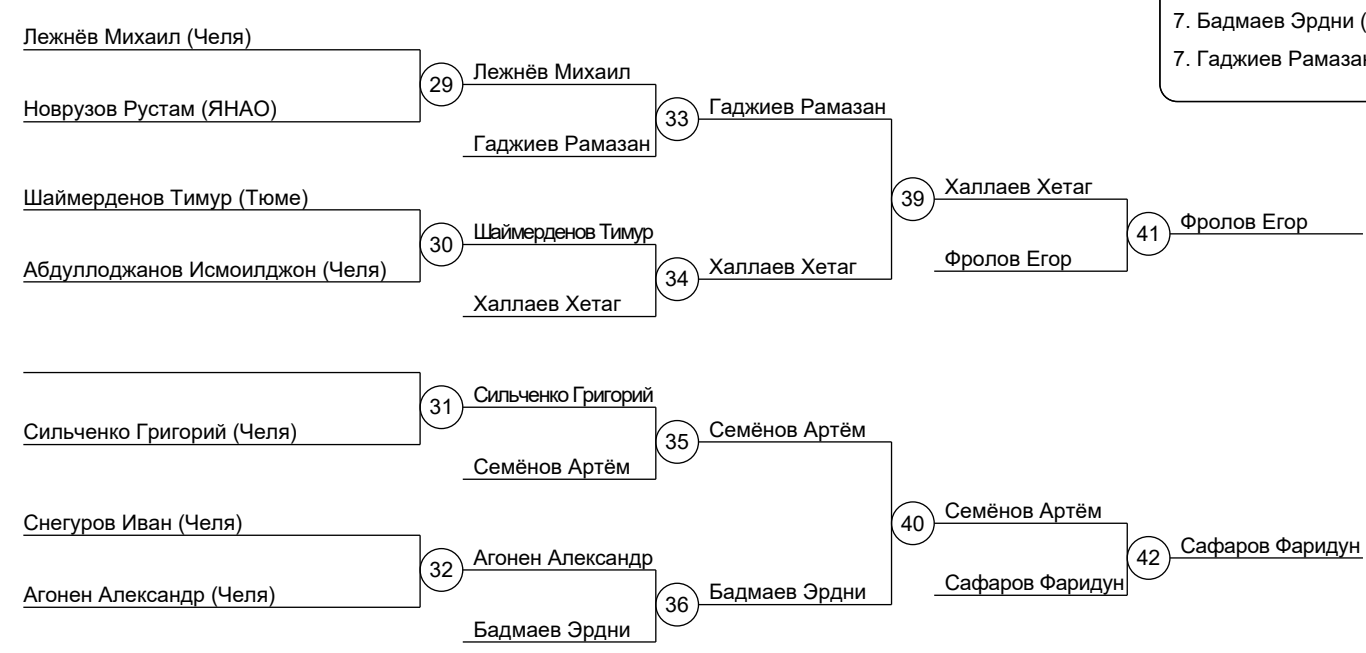 7. Бадмаев Эрдни (
7. Гаджиев Рамазан
Лежнёв Михаил (Челя)
29
Лежнёв Михаил
Новрузов Рустам (ЯНАО)
33
Гаджиев Рамазан
Гаджиев Рамазан
Шаймерденов Тимур (Тюме)
39
Халлаев Хетаг
30
Шаймерденов Тимур
41
Фролов Егор
Абдуллоджанов Исмоилджон (Челя)
34
Халлаев Хетаг
Фролов Егор
Халлаев Хетаг
31
Сильченко Григорий
Сильченко Григорий (Челя)
35
Семёнов Артём
Семёнов Артём
Снегуров Иван (Челя)
40
Семёнов Артём
32
Агонен Александр
42
Сафаров Фаридун
Агонен Александр (Челя)
36
Бадмаев Эрдни
Сафаров Фаридун
Бадмаев Эрдни